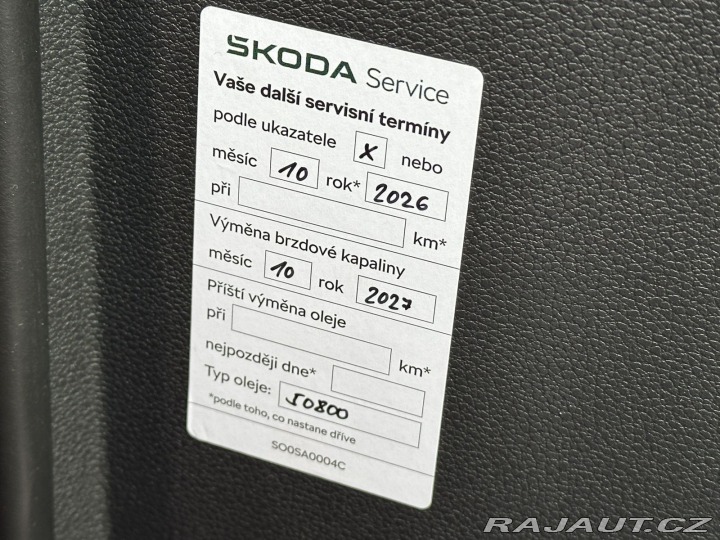 ŠKODA Service
Vaše další servisní termíny
podle ukazatele X nebo
měsíc 10 rok* 2026
při km*
Výměna brzdové kapaliny
měsíc 10 rok 2027
Příští výměna oleje
při km*
nejpozději dne*
Typ oleje: 50800
*podle toho, co nastane dříve
SO0SA0004C
RAJAUT.CZ